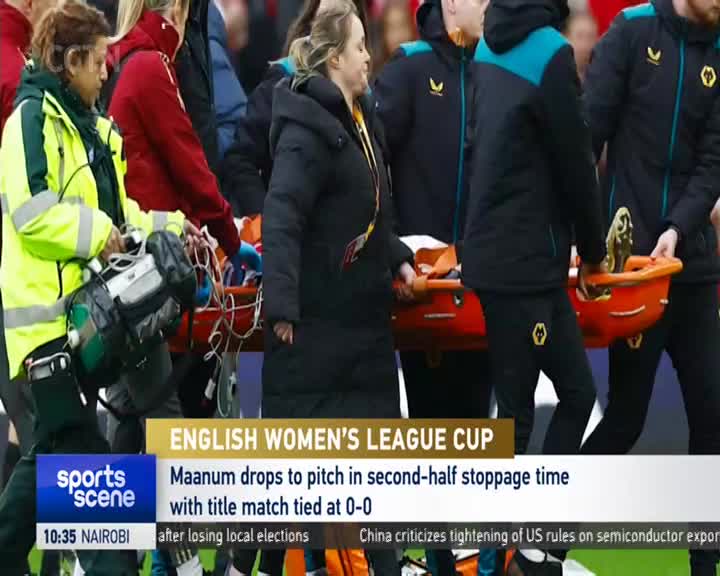 CGTN
ENGLISH WOMEN'S LEAGUE CUP
Maanum drops to pitch in second-half stoppage time
with title match tied at 0-0
sports
scene
10:35 NAIROBI
after losing local elections China criticizes tightening of US rules on semiconductor expor